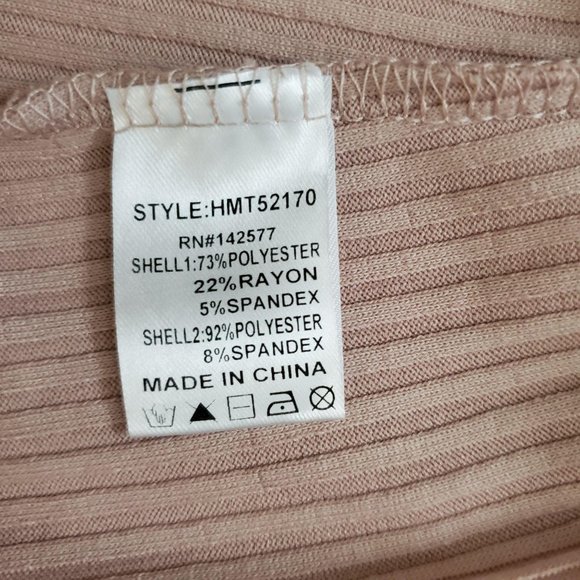 STYLE:HMT52170
RN#142577
SHELL1:73%POLYESTER
22%RAYON
5%SPANDEX
SHELL2:92%POLYESTER
8%SPANDEX
MADE IN CHINA